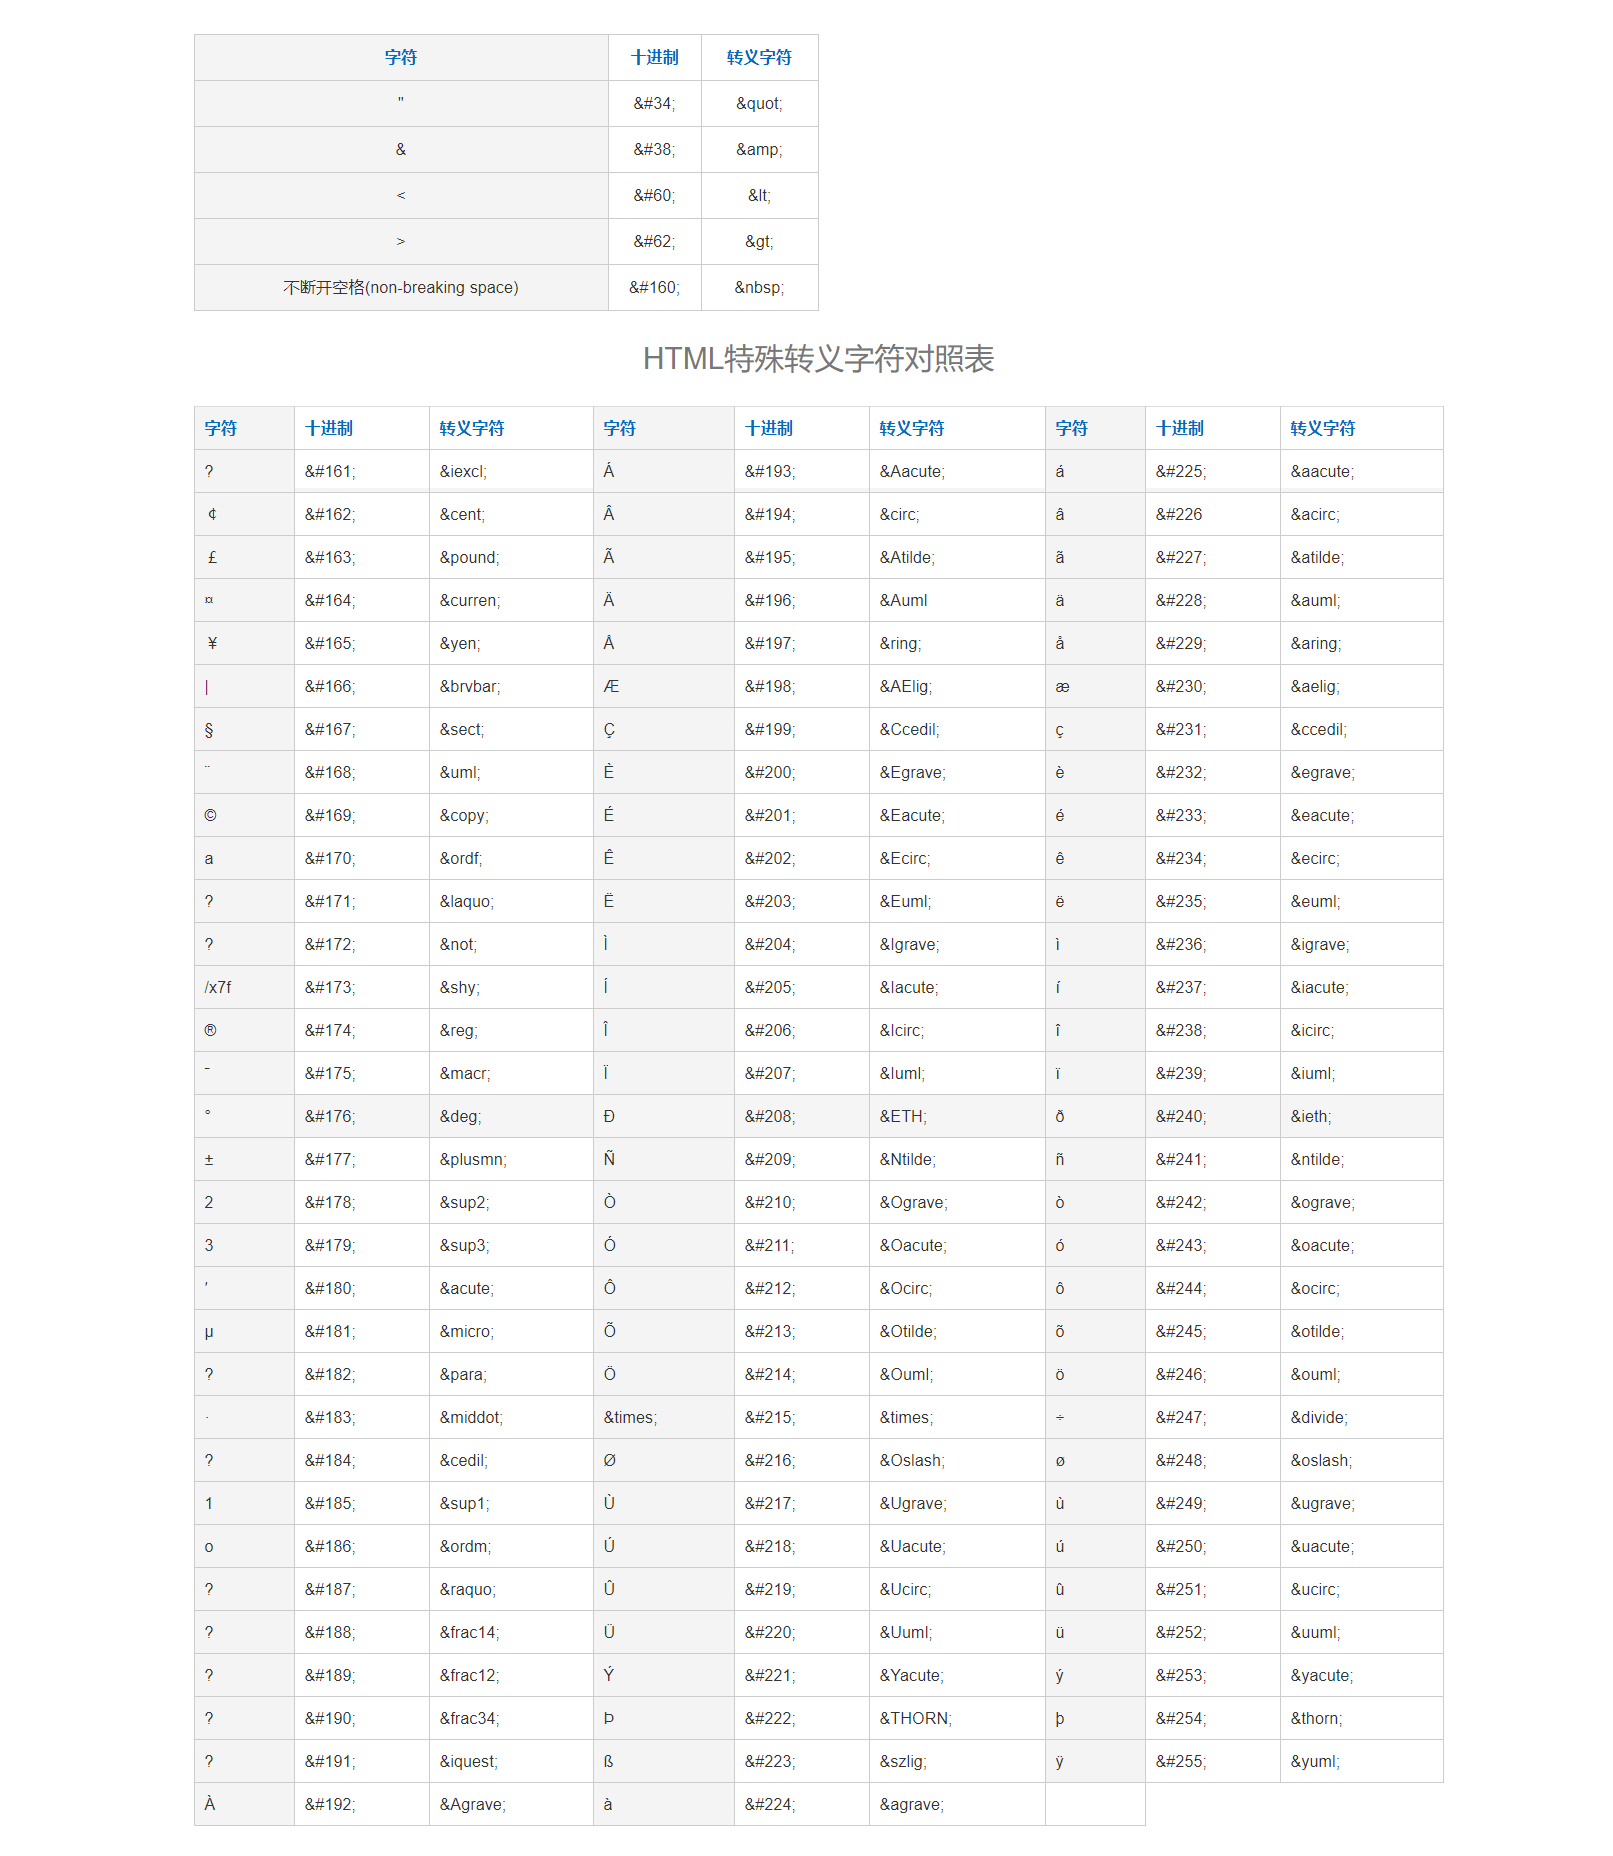 字符 十进制 转义字符
" &#34; &quot;
& &#38; &amp;
< &#60; &lt;
> &#62; &gt;
不断开空格(non-breaking space) &#160; &nbsp;
HTML特殊转义字符对照表
字符 十进制 转义字符 字符 十进制 转义字符 字符 十进制 转义字符
? &#161; &iexcl; Á &#193; &Aacute; á &#225; &aacute;
¢ &#162; &cent; Â &#194; &circ; â &#226 &acirc;
£ &#163; &pound; Ã &#195; &Atilde; ã &#227; &atilde;
¤ &#164; &curren; Ä &#196; &Auml ä &#228; &auml;
¥ &#165; &yen; Å &#197; &ring; å &#229; &aring;
| &#166; &brvbar; Æ &#198; &AElig; æ &#230; &aelig;
§ &#167; &sect; Ç &#199; &Ccedil; ç &#231; &ccedil;
¨ &#168; &uml; È &#200; &Egrave; è &#232; &egrave;
© &#169; &copy; É &#201; &Eacute; é &#233; &eacute;
a &#170; &ordf; Ê &#202; &Ecirc; ê &#234; &ecirc;
? &#171; &laquo; Ë &#203; &Euml; ë &#235; &euml;
? &#172; &not; Ì &#204; &Igrave; ì &#236; &igrave;
/x7f &#173; &shy; Í &#205; &Iacute; í &#237; &iacute;
® &#174; &reg; Î &#206; &Icirc; î &#238; &icirc;
ˉ &#175; &macr; Ï &#207; &Iuml; ï &#239; &iuml;
° &#176; &deg; Ð &#208; &ETH; ð &#240; &ieth;
± &#177; &plusmn; Ñ &#209; &Ntilde; ñ &#241; &ntilde;
2 &#178; &sup2; Ò &#210; &Ograve; ò &#242; &ograve;
3 &#179; &sup3; Ó &#211; &Oacute; ó &#243; &oacute;
′ &#180; &acute; Ô &#212; &Ocirc; ô &#244; &ocirc;
μ &#181; &micro; Õ &#213; &Otilde; õ &#245; &otilde;
? &#182; &para; Ö &#214; &Ouml; ö &#246; &ouml;
· &#183; &middot; &times; &#215; &times; ÷ &#247; &divide;
? &#184; &cedil; Ø &#216; &Oslash; ø &#248; &oslash;
1 &#185; &sup1; Ù &#217; &Ugrave; ù &#249; &ugrave;
o &#186; &ordm; Ú &#218; &Uacute; ú &#250; &uacute;
? &#187; &raquo; Û &#219; &Ucirc; û &#251; &ucirc;
? &#188; &frac14; Ü &#220; &Uuml; ü &#252; &uuml;
? &#189; &frac12; Ý &#221; &Yacute; ý &#253; &yacute;
? &#190; &frac34; Þ &#222; &THORN; þ &#254; &thorn;
? &#191; &iquest; ß &#223; &szlig; ÿ &#255; &yuml;
À &#192; &Agrave; à &#224; &agrave;